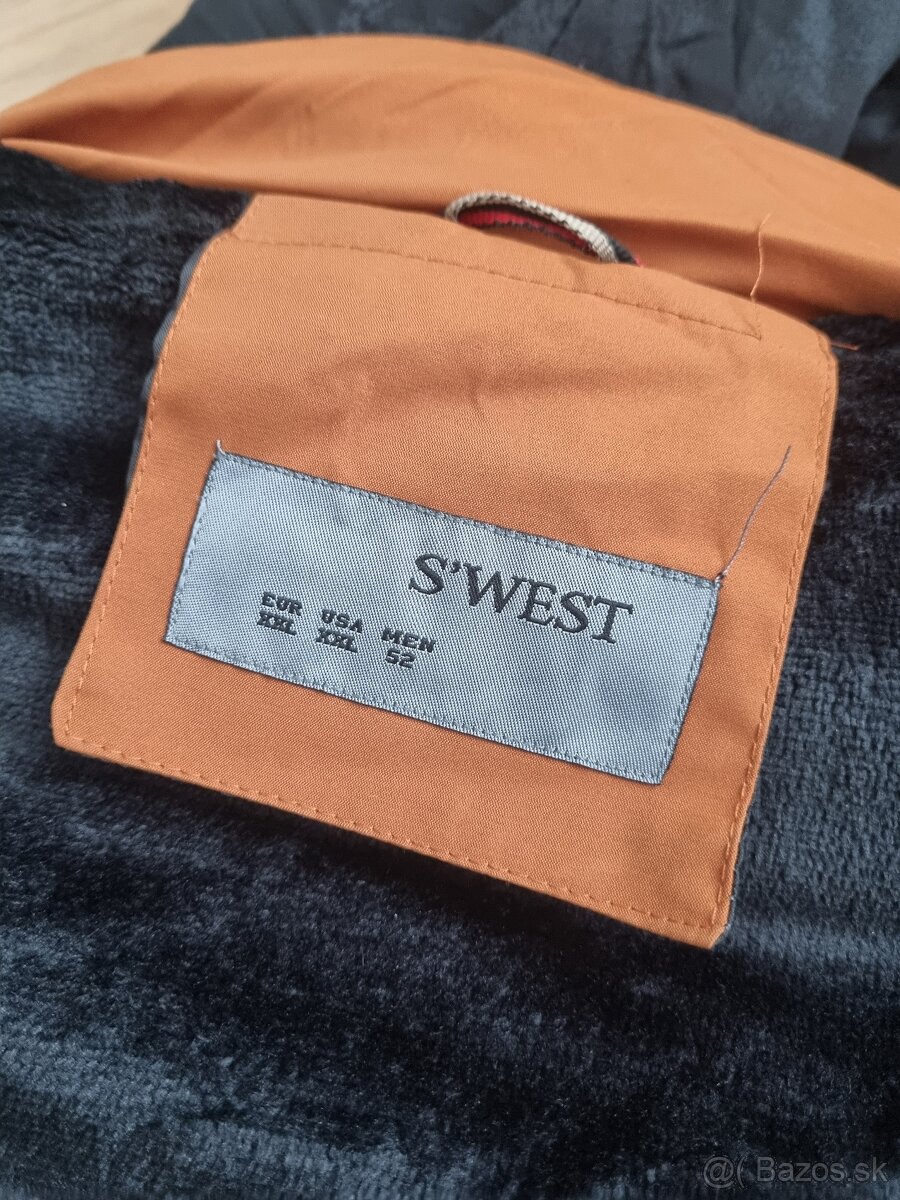 S'WEST
EUR USA MEN
XXL XXL 52
@( Bazos.sk